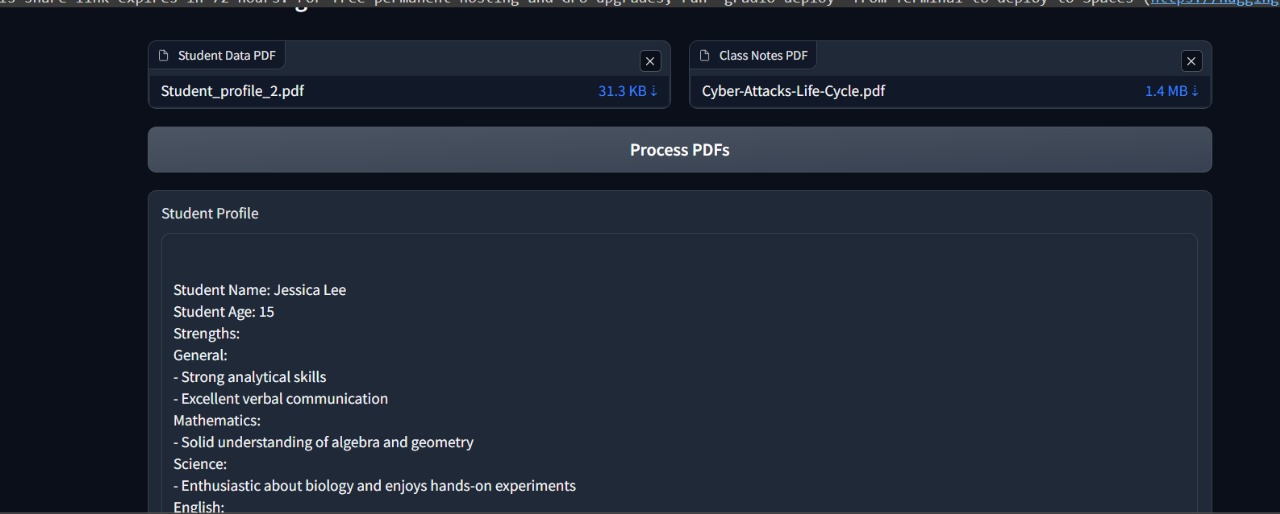 is share link expires in 72 hours. For free permanent hosting and GPU upgrades, run `gradio deploy` from Terminal to deploy to Spaces (https://hugging
Student Data PDF
Class Notes PDF
Student_profile_2.pdf
31.3 KB ↓
Cyber-Attacks-Life-Cycle.pdf
1.4 MB ↓
Process PDFs
Student Profile
Student Name: Jessica Lee
Student Age: 15
Strengths:
General:
- Strong analytical skills
- Excellent verbal communication
Mathematics:
- Solid understanding of algebra and geometry
Science:
- Enthusiastic about biology and enjoys hands-on experiments
English: